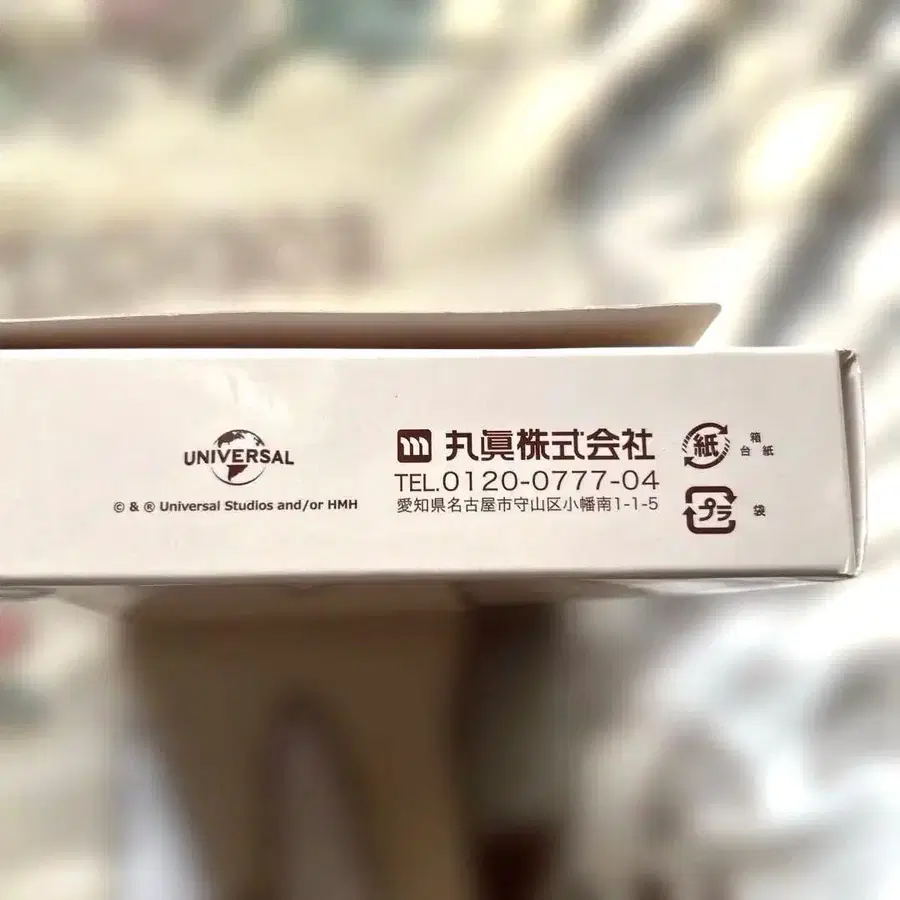 UNIVERSAL
© & ® Universal Studios and/or HMH
m 丸眞株式会社
TEL.0120-0777-04
愛知県名古屋市守山区小幡南1-1-5
紙 箱
台紙
プラ 袋